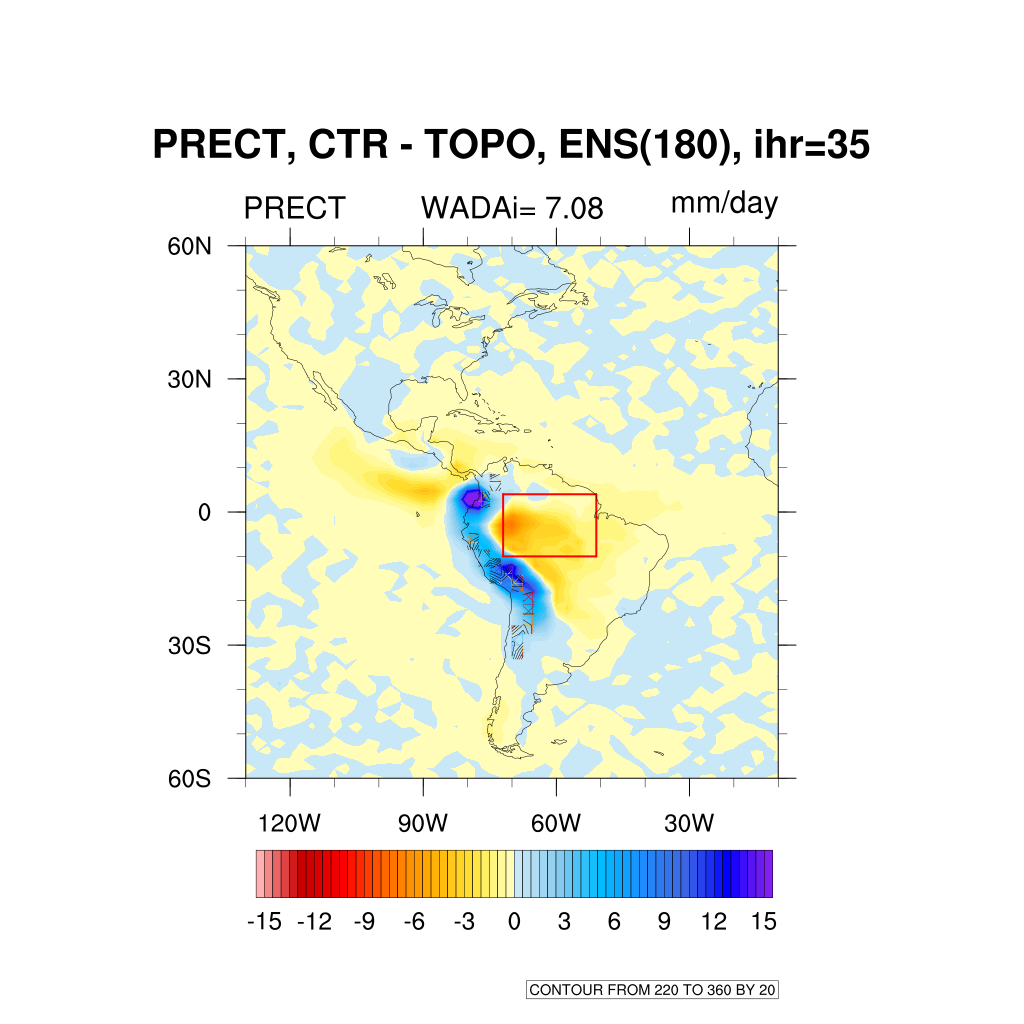 PRECT, CTR - TOPO, ENS(180), ihr=35
PRECT WADAi= 7.08 mm/day
60N
30N
0
30S
60S
120W 90W 60W 30W
-15 -12 -9 -6 -3 0 3 6 9 12 15
CONTOUR FROM 220 TO 360 BY 20